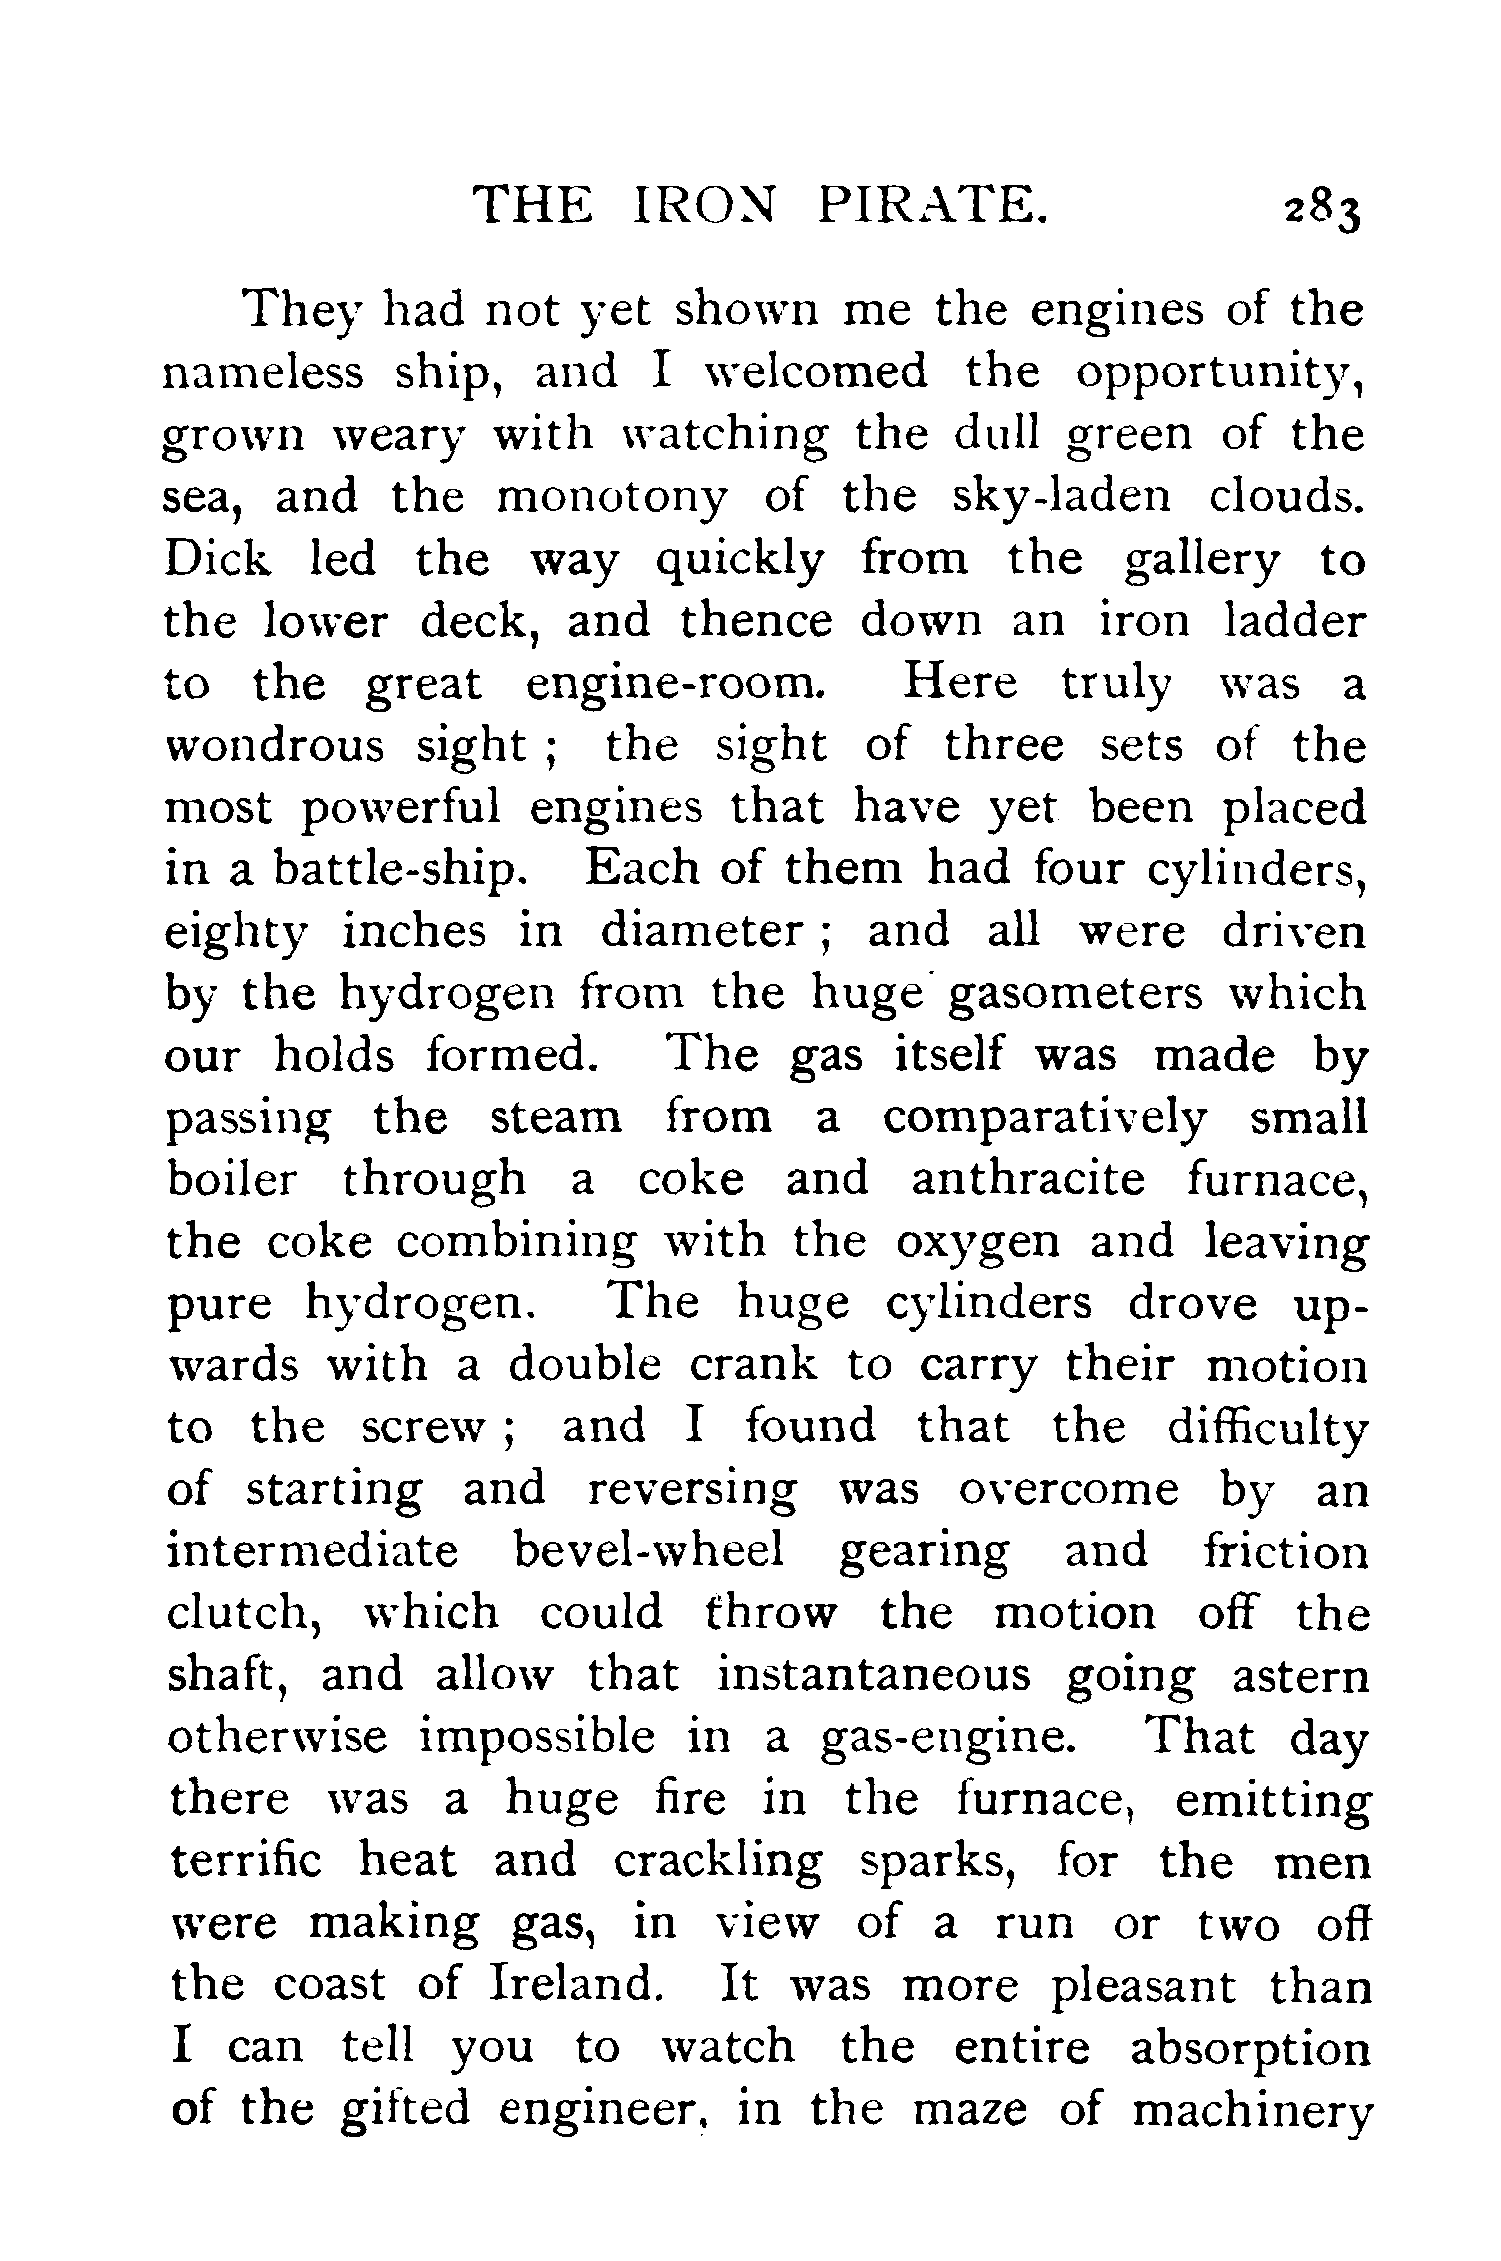 THE IRON PIRATE. 283
They had not yet shown me the engines of the
nameless ship, and I welcomed the opportunity,
grown weary with watching the dull green of the
sea, and the monotony of the sky-laden clouds.
Dick led the way quickly from the gallery to
the lower deck, and thence down an iron ladder
to the great engine-room. Here truly was a
wondrous sight ; the sight of three sets of the
most powerful engines that have yet been placed
in a battle-ship. Each of them had four cylinders,
eighty inches in diameter ; and all were driven
by the hydrogen from the huge gasometers which
our holds formed. The gas itself was made by
passing the steam from a comparatively small
boiler through a coke and anthracite furnace,
the coke combining with the oxygen and leaving
pure hydrogen. The huge cylinders drove up-
wards with a double crank to carry their motion
to the screw ; and I found that the difficulty
of starting and reversing was overcome by an
intermediate bevel-wheel gearing and friction
clutch, which could throw the motion off the
shaft, and allow that instantaneous going astern
otherwise impossible in a gas-engine. That day
there was a huge fire in the furnace, emitting
terrific heat and crackling sparks, for the men
were making gas, in view of a run or two off
the coast of Ireland. It was more pleasant than
I can tell you to watch the entire absorption
of the gifted engineer, in the maze of machinery